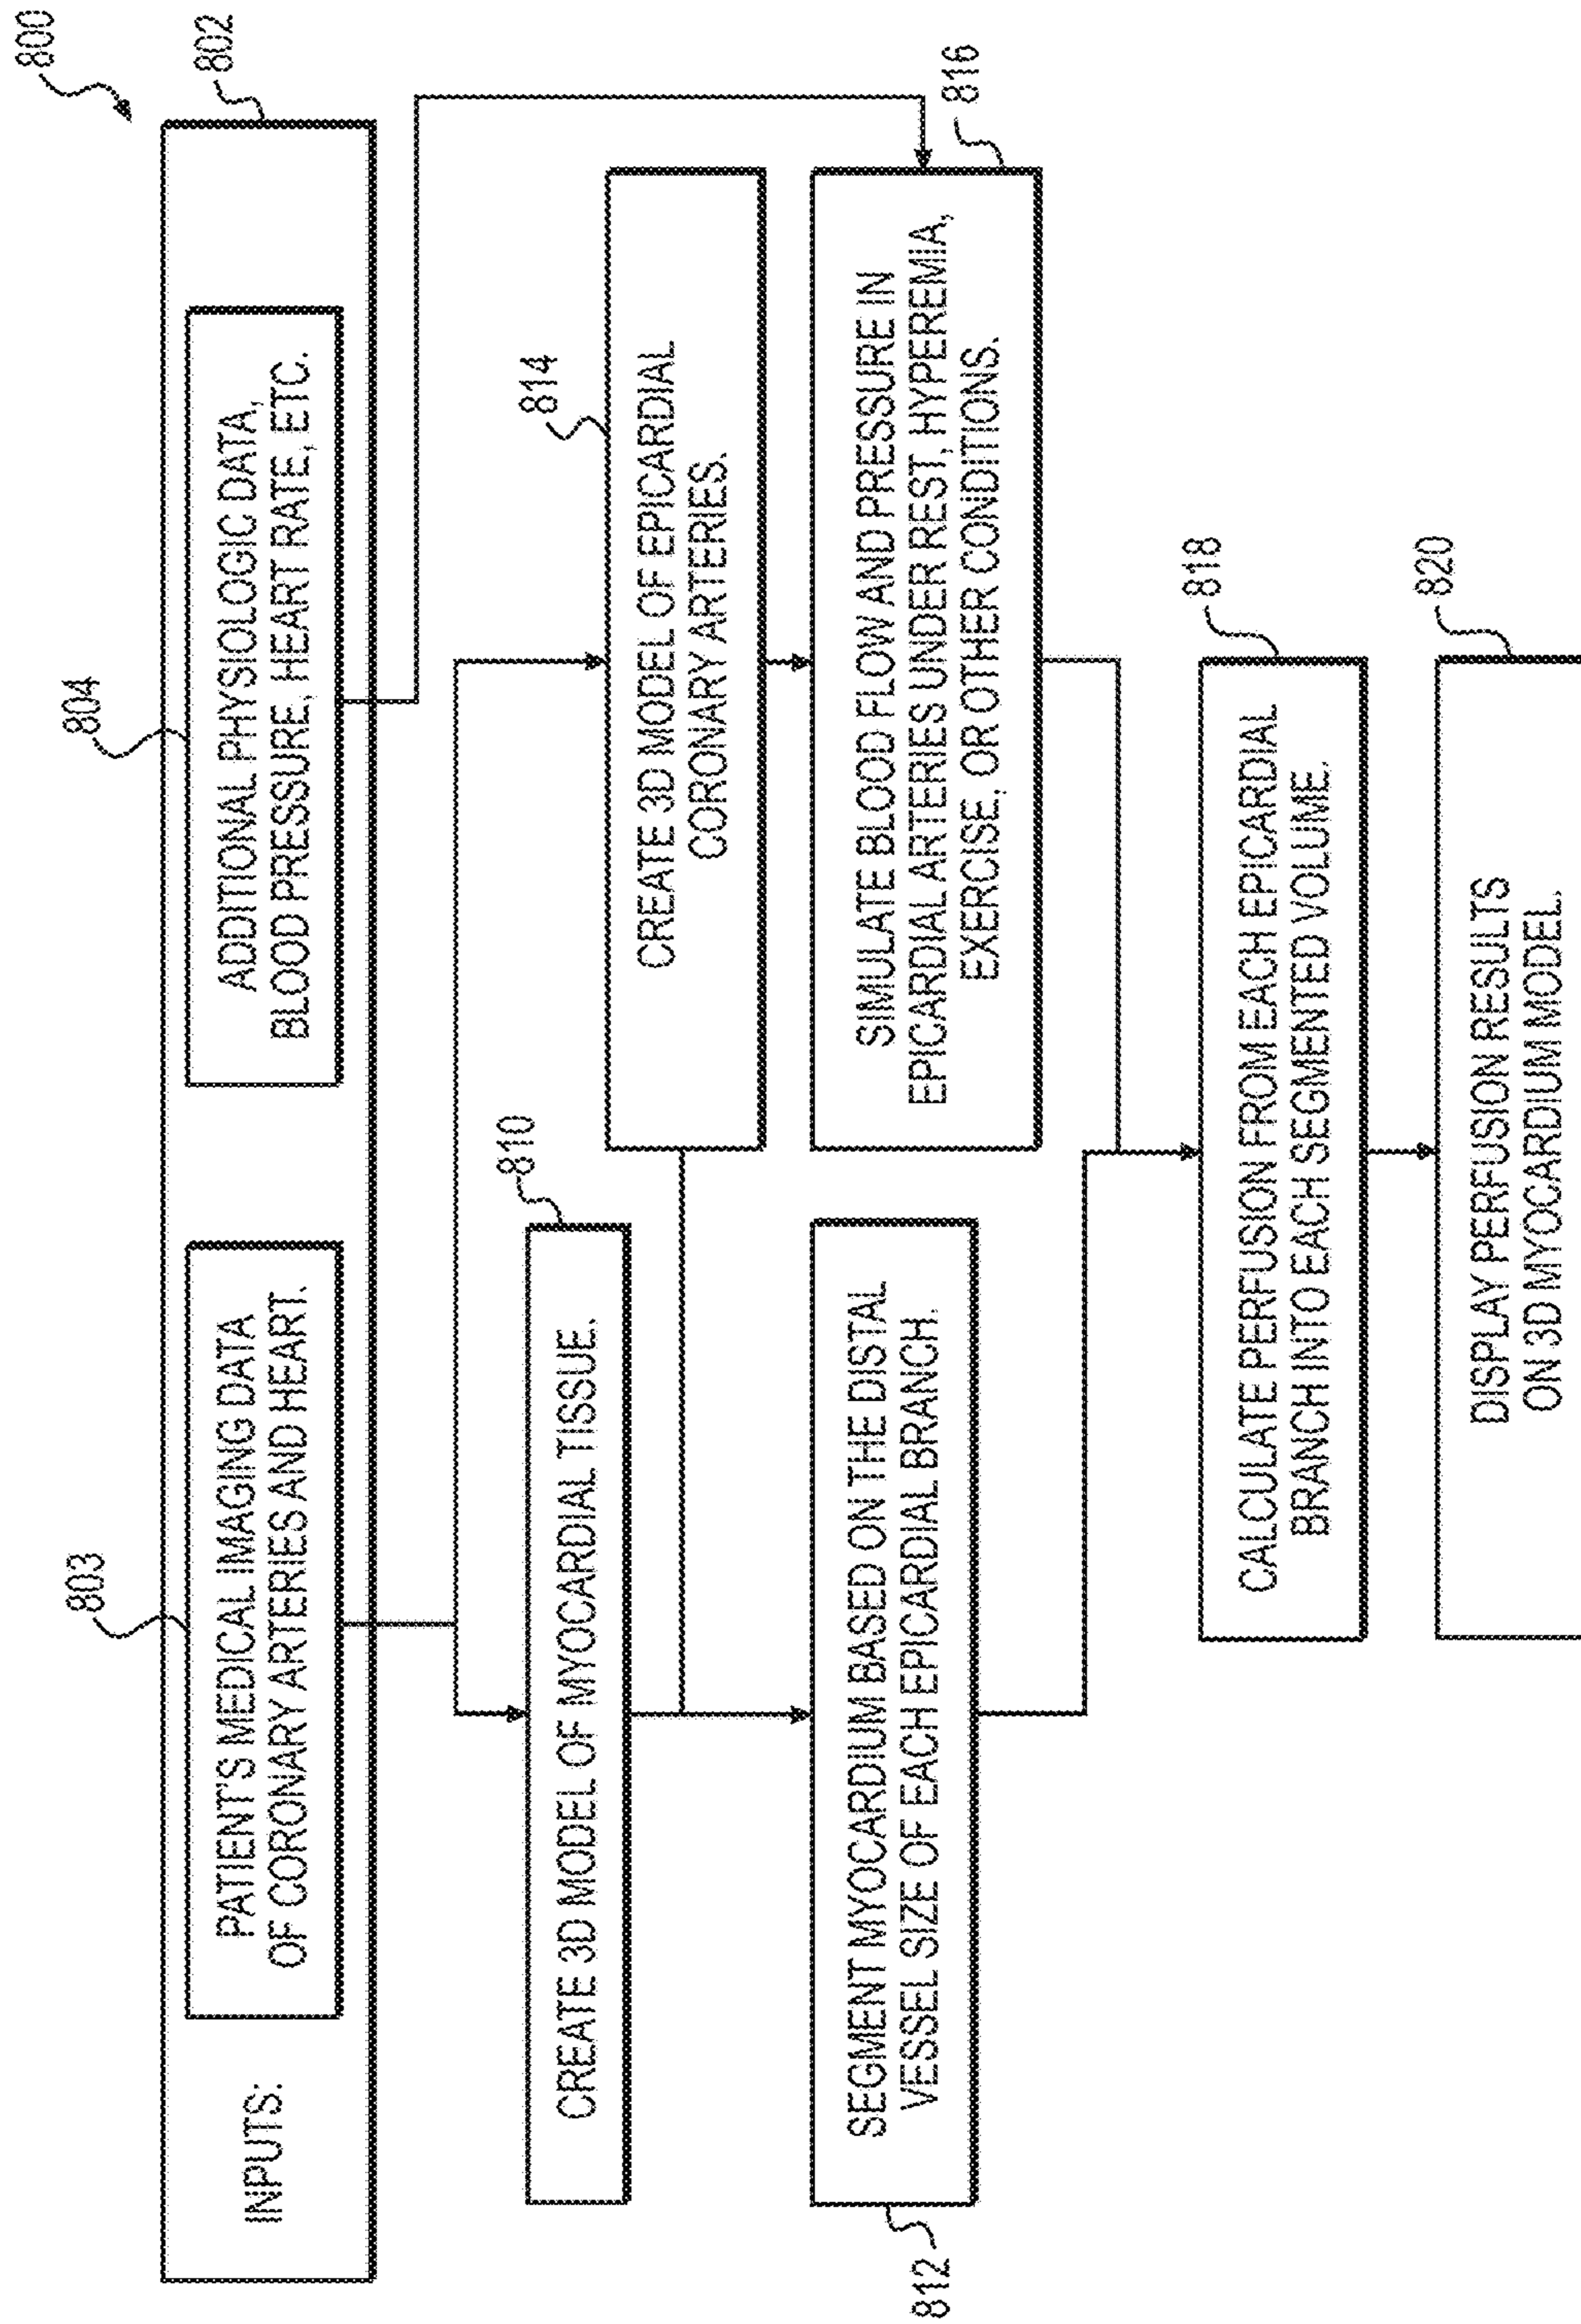 800
802
INPUTS:
803
PATIENT'S MEDICAL IMAGING DATA
OF CORONARY ARTERIES AND HEART.
804
ADDITIONAL PHYSIOLOGIC DATA,
BLOOD PRESSURE, HEART RATE, ETC.
810
CREATE 3D MODEL OF MYOCARDIAL TISSUE.
814
CREATE 3D MODEL OF EPICARDIAL
CORONARY ARTERIES.
812
SEGMENT MYOCARDIUM BASED ON THE DISTAL
VESSEL SIZE OF EACH EPICARDIAL BRANCH.
816
SIMULATE BLOOD FLOW AND PRESSURE IN
EPICARDIAL ARTERIES UNDER REST, HYPEREMIA,
EXERCISE, OR OTHER CONDITIONS.
818
CALCULATE PERFUSION FROM EACH EPICARDIAL
BRANCH INTO EACH SEGMENTED VOLUME.
820
DISPLAY PERFUSION RESULTS
ON 3D MYOCARDIUM MODEL.